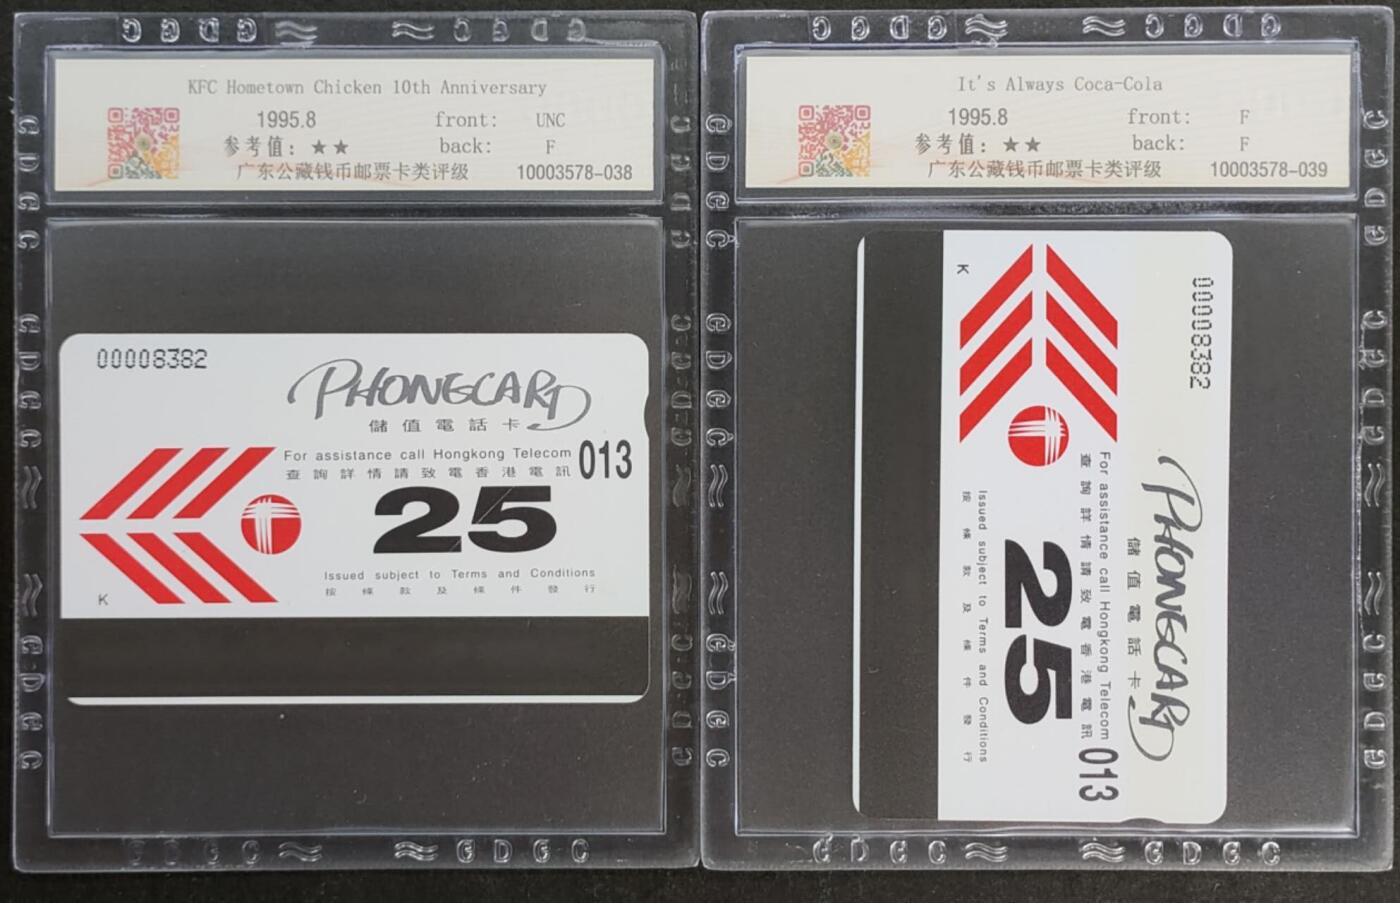 KFC Hometown Chicken 10th Anniversary
1995.8 front: UNC
参考值: ★★ back: F
广东公藏钱币邮票卡类评级 10003578-038
00008382
PHONECARD
儲值電話卡
For assistance call Hongkong Telecom
查詢詳情請致電香港電訊
013
25
Issued subject to Terms and Conditions
按條款及條件發行
K
It's Always Coca-Cola
1995.8 front: F
参考值: ★★ back: F
广东公藏钱币邮票卡类评级 10003578-039
00008382
PHONECARD
儲值電話卡
For assistance call Hongkong Telecom
查詢詳情請致電香港電訊
013
25
Issued subject to Terms and Conditions
按條款及條件發行
K
GDGC